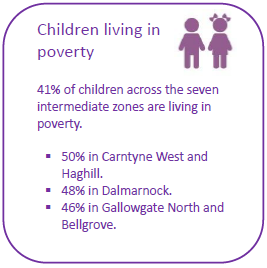 Children living in
poverty
41% of children across the seven
intermediate zones are living in
poverty.
▪ 50% in Carntyne West and
Haghill.
▪ 48% in Dalmarnock.
▪ 46% in Gallowgate North and
Bellgrove.